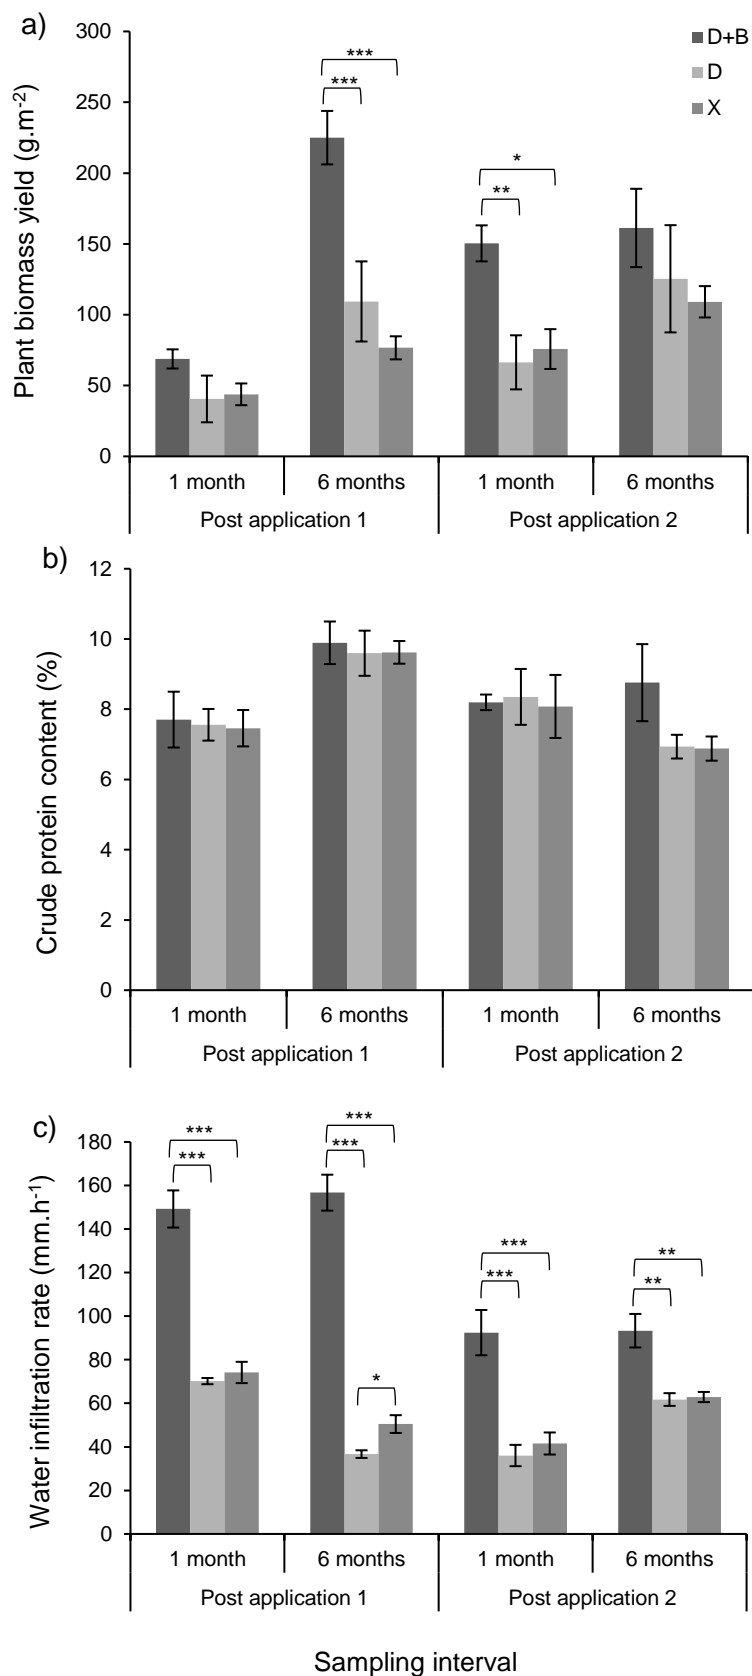 a)
D+B
D
X
Plant biomass yield (g.m⁻²)
300
250
200
150
100
50
0
***
***
*
**
1 month 6 months 1 month 6 months
Post application 1 Post application 2
b)
Crude protein content (%)
12
10
8
6
4
2
0
1 month 6 months 1 month 6 months
Post application 1 Post application 2
c)
Water infiltration rate (mm.h⁻¹)
180
160
140
120
100
80
60
40
20
0
***
***
***
***
*
***
***
**
**
1 month 6 months 1 month 6 months
Post application 1 Post application 2
Sampling interval